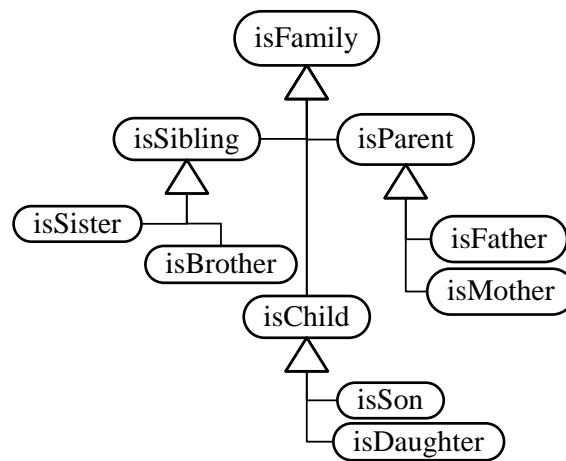 isFamily
isSibling
isParent
isSister
isFather
isBrother
isMother
isChild
isSon
isDaughter